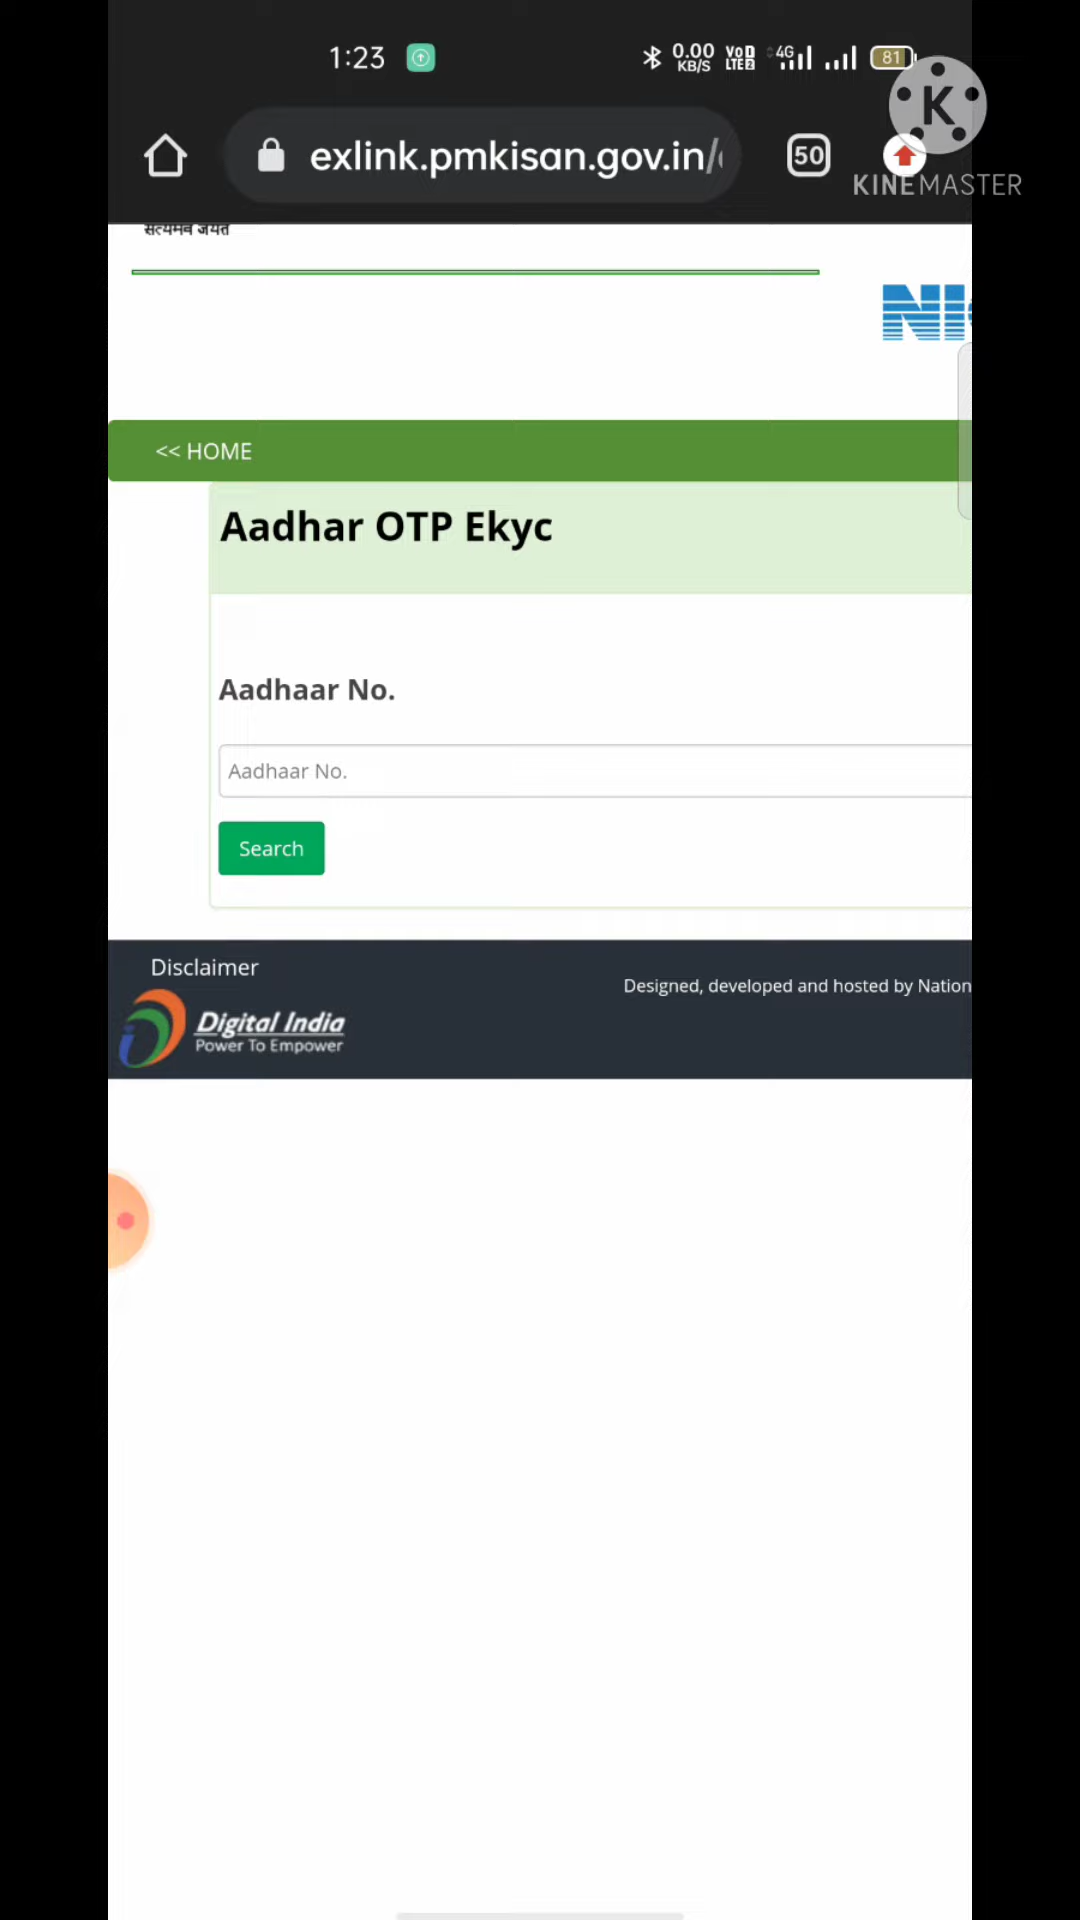 1:23
0.00
KB/S
VoD
LTE2
4G
81
exlink.pmkisan.gov.in/
50
K
KINEMASTER
सत्यमेव जयते
NI
<< HOME
Aadhar OTP Ekyc
Aadhaar No.
Aadhaar No.
Search
Disclaimer
Designed, developed and hosted by Nation
Digital India
Power To Empower